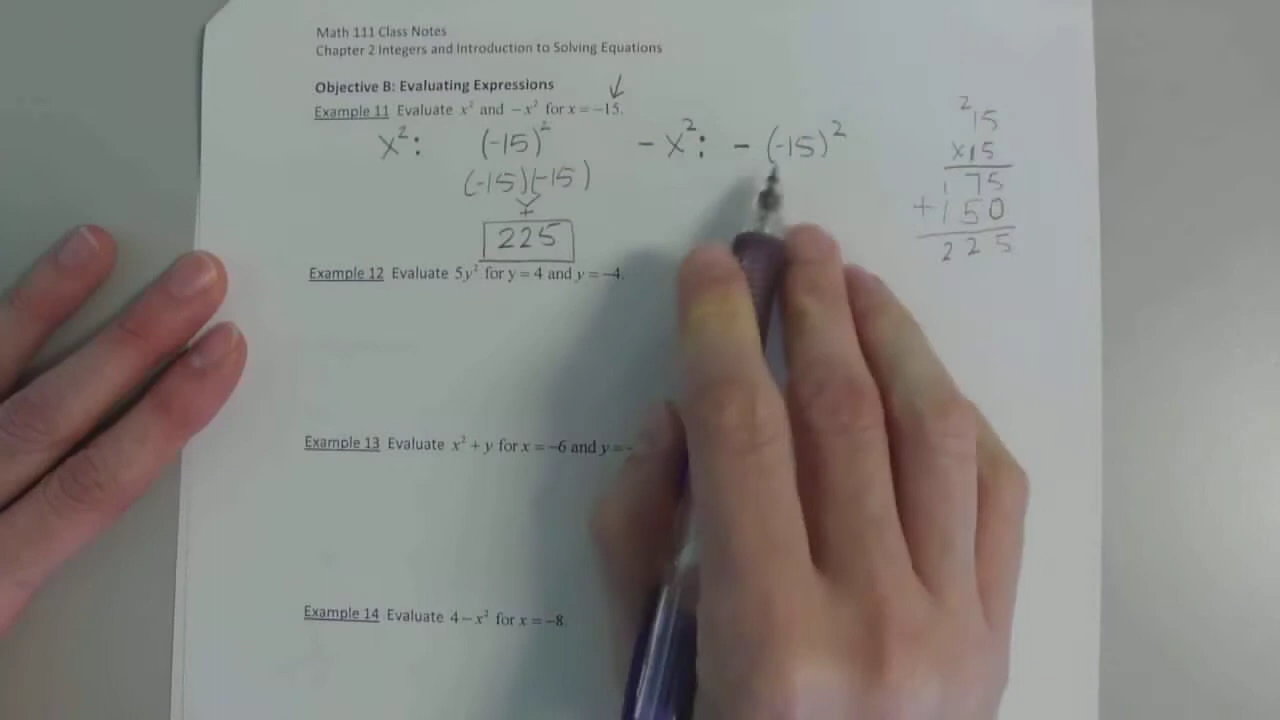 Math 111 Class Notes
Chapter 2 Integers and Introduction to Solving Equations
Objective B: Evaluating Expressions
Example 11 Evaluate x² and −x² for x = −15.
x²: (-15)²
(-15)(-15)
+
225
-x²: -(-15)²
2
15
x15
1
75
+150
225
Example 12 Evaluate 5y² for y = 4 and y = −4.
Example 13 Evaluate x² + y for x = −6 and y = −
Example 14 Evaluate 4 − x² for x = −8.